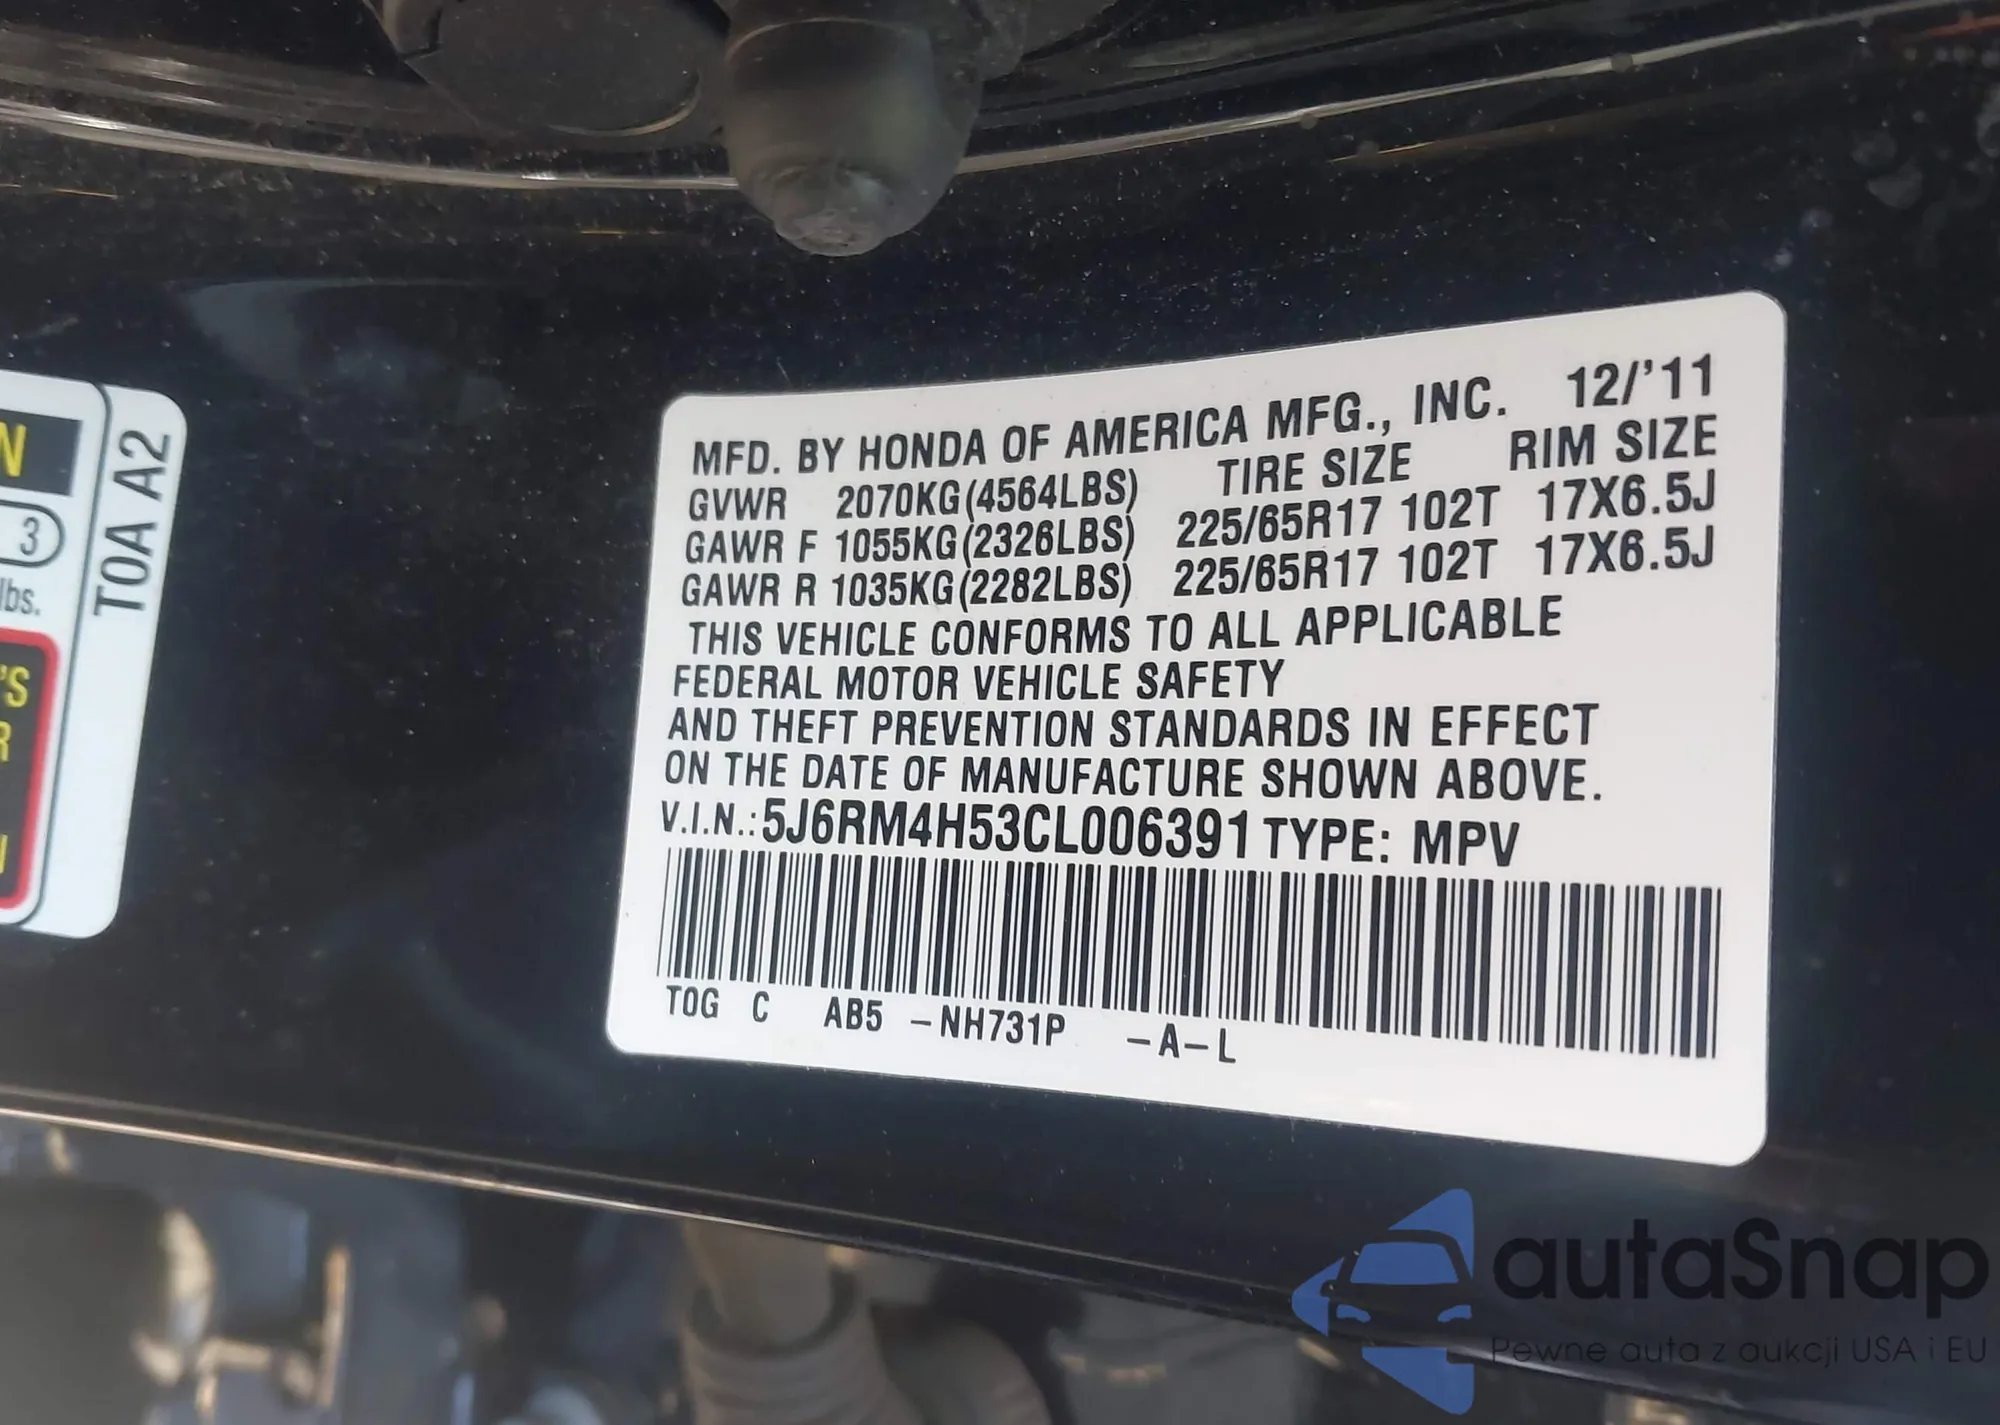 N
3
lbs.
'S
R
N
T0A A2
MFD. BY HONDA OF AMERICA MFG., INC. 12/'11
GVWR 2070KG(4564LBS) TIRE SIZE RIM SIZE
GAWR F 1055KG(2326LBS) 225/65R17 102T 17X6.5J
GAWR R 1035KG(2282LBS) 225/65R17 102T 17X6.5J
THIS VEHICLE CONFORMS TO ALL APPLICABLE
FEDERAL MOTOR VEHICLE SAFETY
AND THEFT PREVENTION STANDARDS IN EFFECT
ON THE DATE OF MANUFACTURE SHOWN ABOVE.
V.I.N.:5J6RM4H53CL006391 TYPE: MPV
T0G C AB5 -NH731P -A-L
autaSnap
Pewne auta z aukcji USA i EU